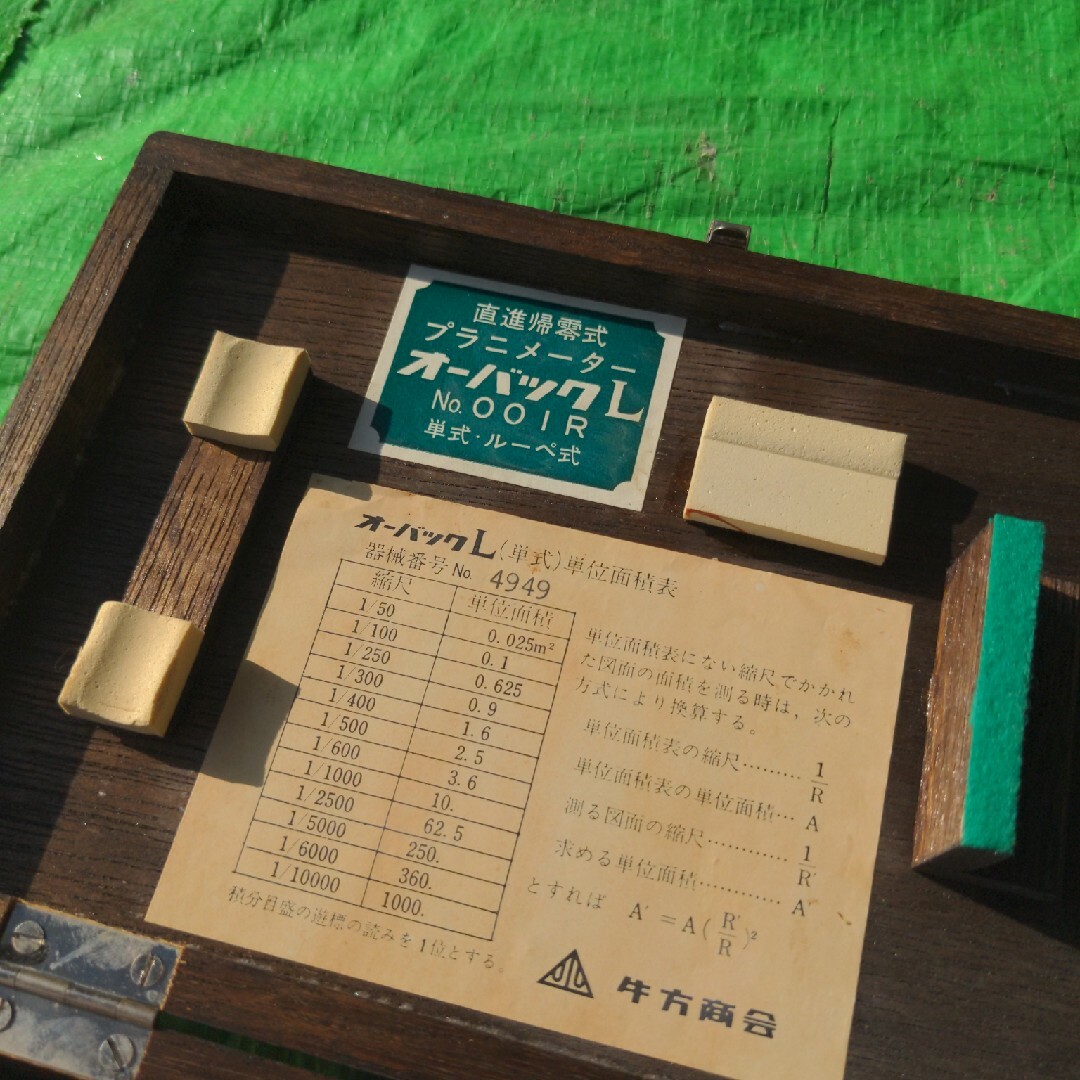 直進帰零式
プラニメーター
オーバックL
No.001R
単式・ルーペ式
オーバックL(単式)単位面積表
器械番号 No. 4949
縮尺 単位面積
1/50 0.025m²
1/100 0.1
1/250 0.625
1/300 0.9
1/400 1.6
1/500 2.5
1/600 3.6
1/1000 10.
1/2500 62.5
1/5000 250.
1/6000 360.
1/10000 1000.
積分目盛の遊標の読みを1位とする。
単位面積表にない縮尺でかかれ
た図面の面積を測る時は，次の
方式により換算する。
単位面積表の縮尺……… 1/R
単位面積表の単位面積… A
測る図面の縮尺………… 1/R'
求める単位面積………… A'
とすれば A' = A(R'/R)²
牛方商会